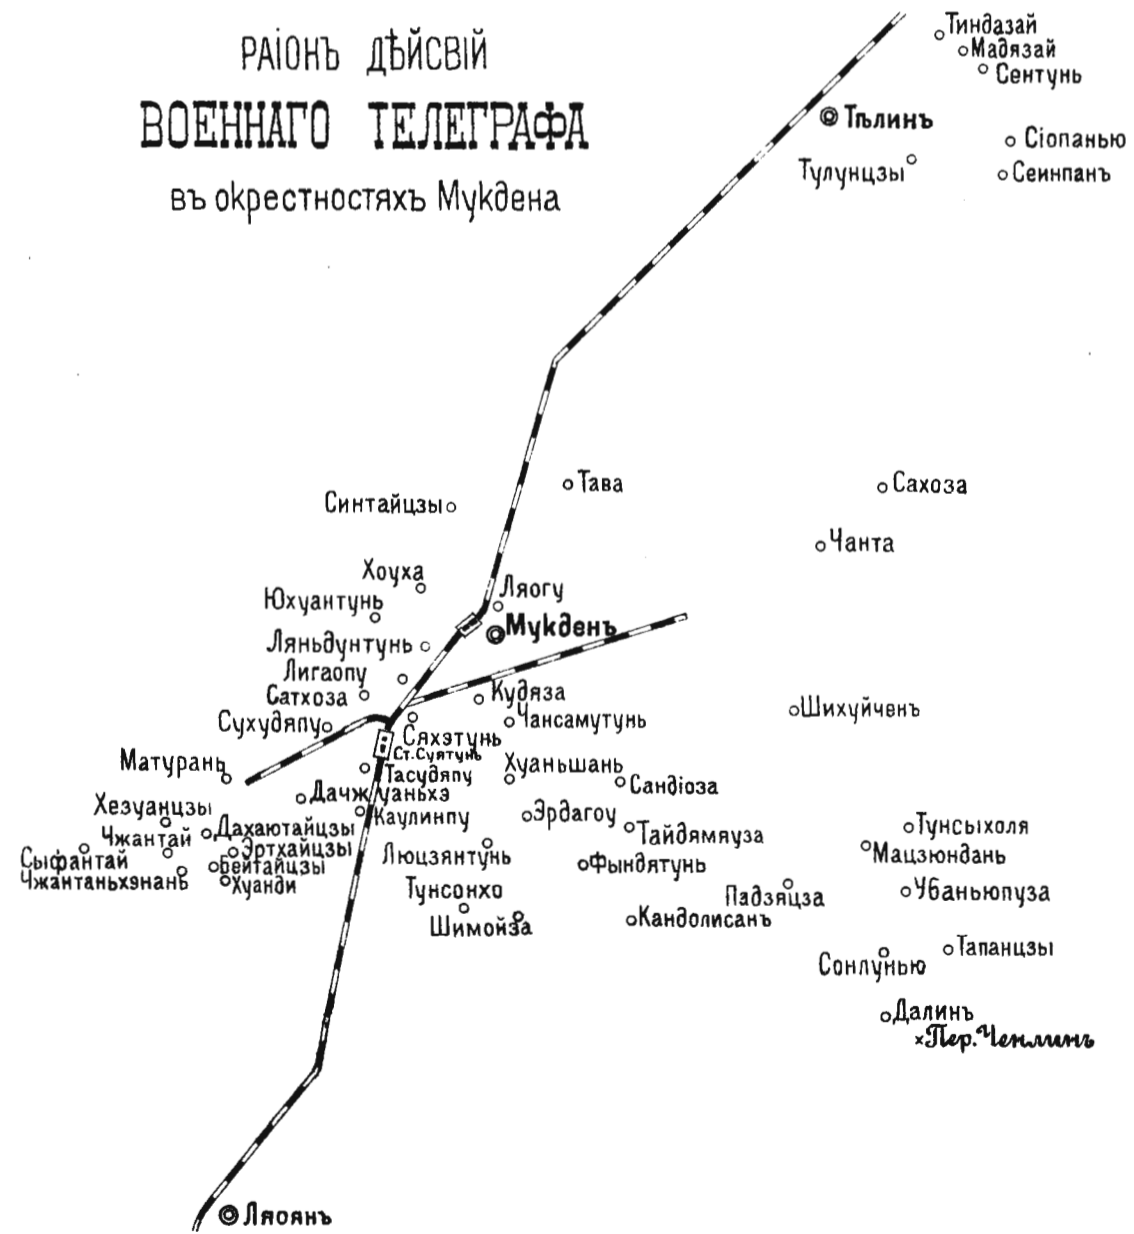 РАІОНЪ ДѢЙСВІЙ
ВОЕННАГО ТЕЛЕГРАФА
въ окрестностяхъ Мукдена
Тиндазай
Мадязай
Сентунь
Тѣлинъ
Сіопанью
Тулунцзы
Сеинпанъ
Тава
Сахоза
Синтайцзы
Чанта
Хоуха
Ляогу
Юхуантунь
Мукденъ
Ляньдунтунь
Лигаопу
Сатхоза
Кудяза
Сухудяпу
Чансамутунь
Шихуйченъ
Сяхэтунь
Ст. Суятунь
Матурань
Тасудяпу
Хуаньшань
Сандіоза
Дачжуаньхэ
Хезуанцзы
Каулинпу
Эрдагоу
Тунсыхоля
Чжантай
Дахаютайцзы
Тайдямяуза
Эртхайцзы
Люцзянтунь
Мацзюндань
Сыфантай
Бейтайцзы
Фындятунь
Чжантаньхэнань
Хуанди
Тунсонхо
Падзяцза
Убаньюпуза
Шимойза
Кандолисанъ
Тапанцзы
Сонлунью
Далинъ
Пер. Ченлинъ
Ляоянъ